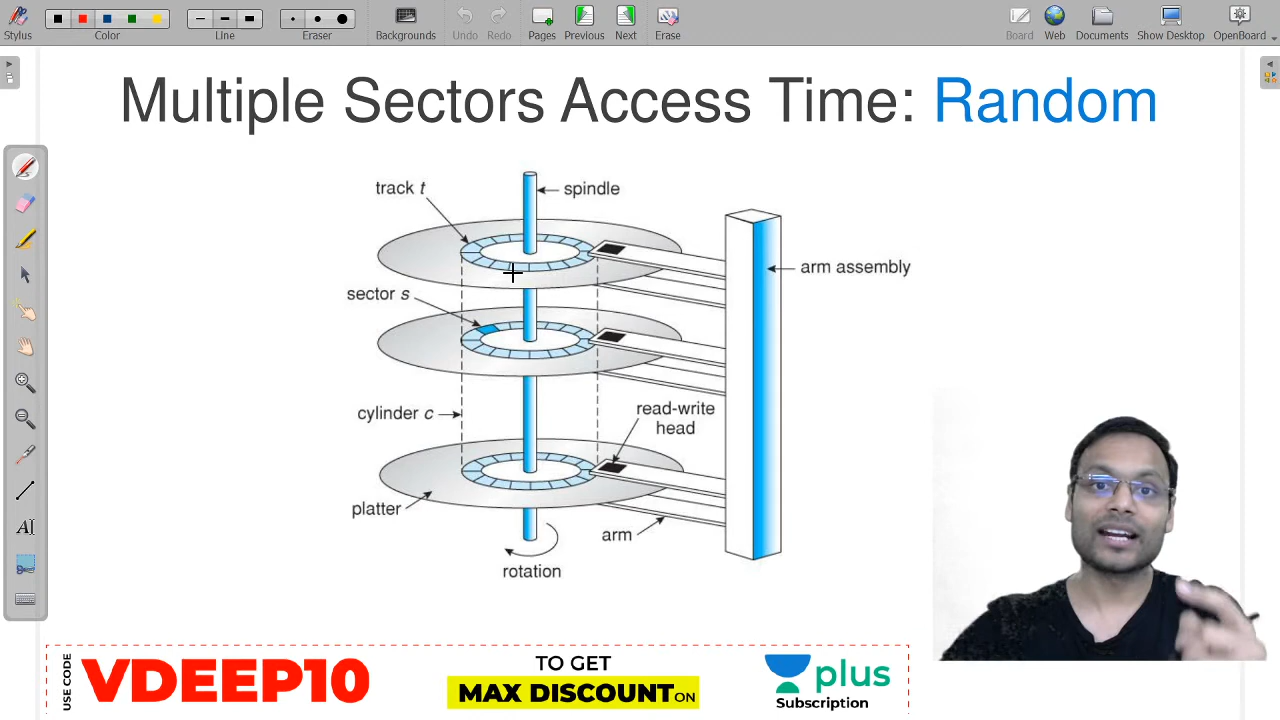 Stylus
Color
Line
Eraser
Backgrounds
Undo
Redo
Pages
Previous
Next
Erase
Board
Web
Documents
Show Desktop
OpenBoard
Multiple Sectors Access Time: Random
track t
spindle
arm assembly
sector s
cylinder c
read-write
head
platter
arm
rotation
AI
USE CODE
VDEEP10
TO GET
MAX DISCOUNT ON
plus
Subscription